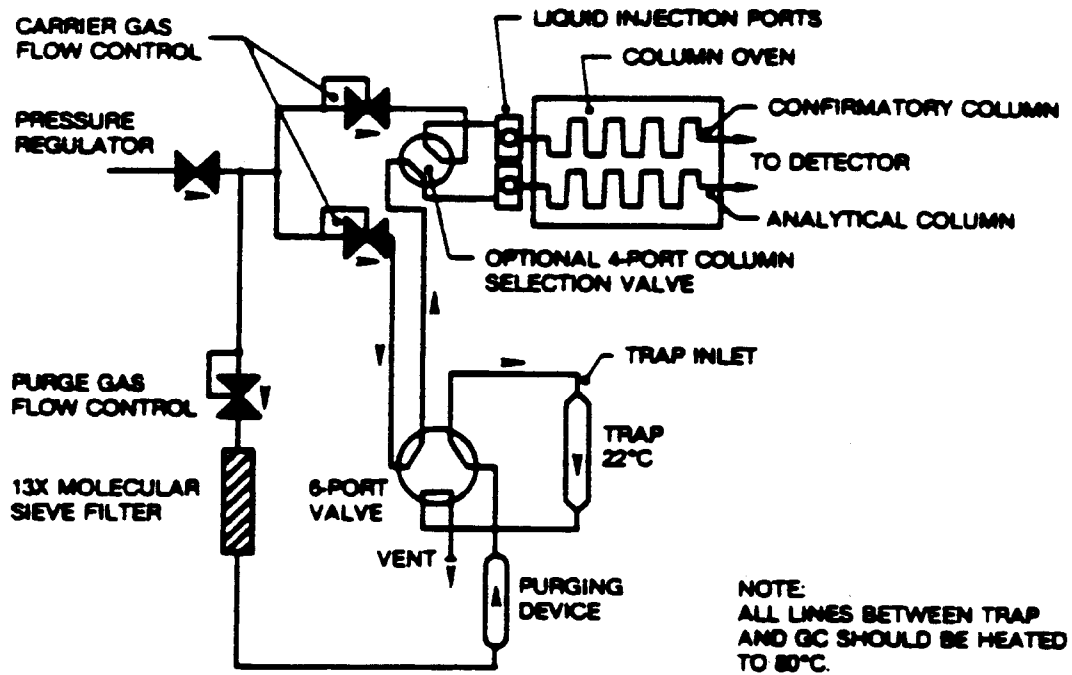 CARRIER GAS
FLOW CONTROL
LIQUID INJECTION PORTS
COLUMN OVEN
CONFIRMATORY COLUMN
PRESSURE
REGULATOR
TO DETECTOR
ANALYTICAL COLUMN
OPTIONAL 4-PORT COLUMN
SELECTION VALVE
TRAP INLET
PURGE GAS
FLOW CONTROL
TRAP
22°C
13X MOLECULAR
SIEVE FILTER
6-PORT
VALVE
VENT
PURGING
DEVICE
NOTE:
ALL LINES BETWEEN TRAP
AND GC SHOULD BE HEATED
TO 80°C.